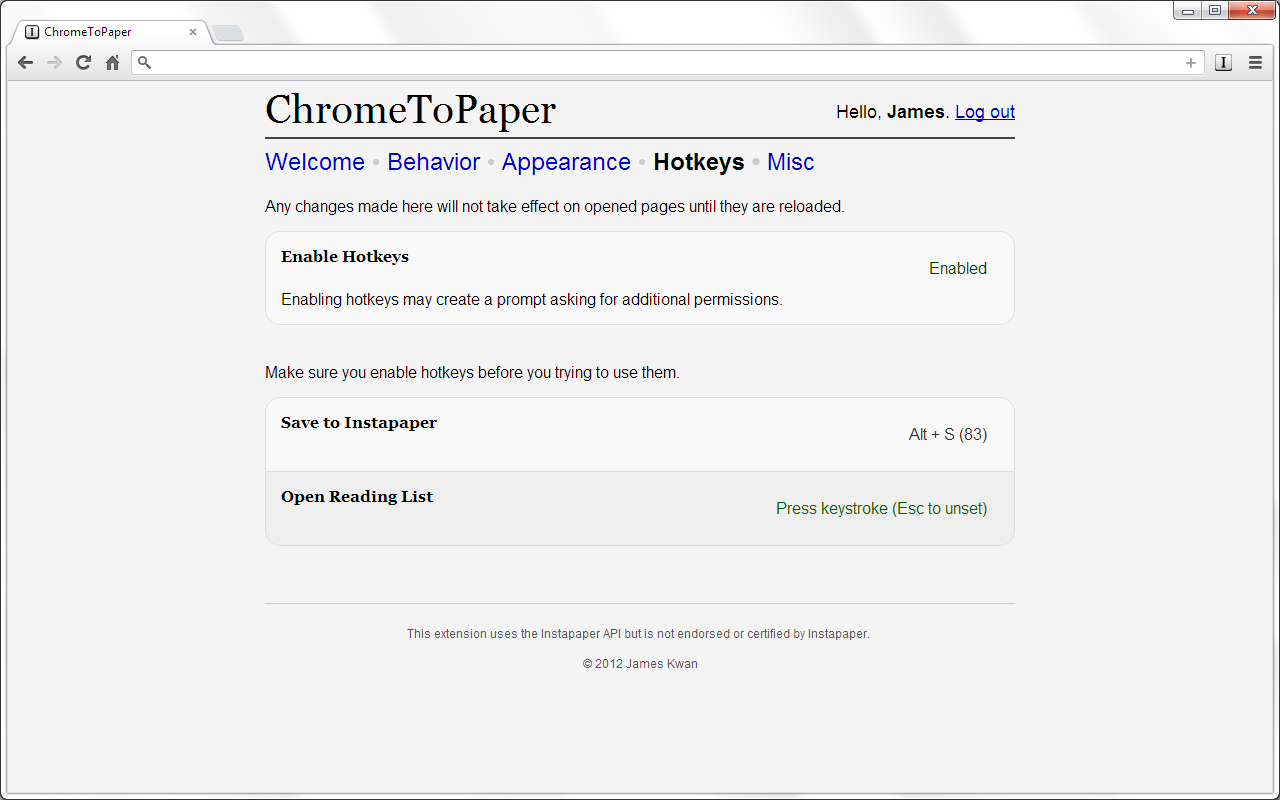 ChromeToPaper
ChromeToPaper
Hello, James. Log out
Welcome • Behavior • Appearance • Hotkeys • Misc
Any changes made here will not take effect on opened pages until they are reloaded.
Enable Hotkeys
Enabled
Enabling hotkeys may create a prompt asking for additional permissions.
Make sure you enable hotkeys before you trying to use them.
Save to Instapaper
Alt + S (83)
Open Reading List
Press keystroke (Esc to unset)
This extension uses the Instapaper API but is not endorsed or certified by Instapaper.
© 2012 James Kwan